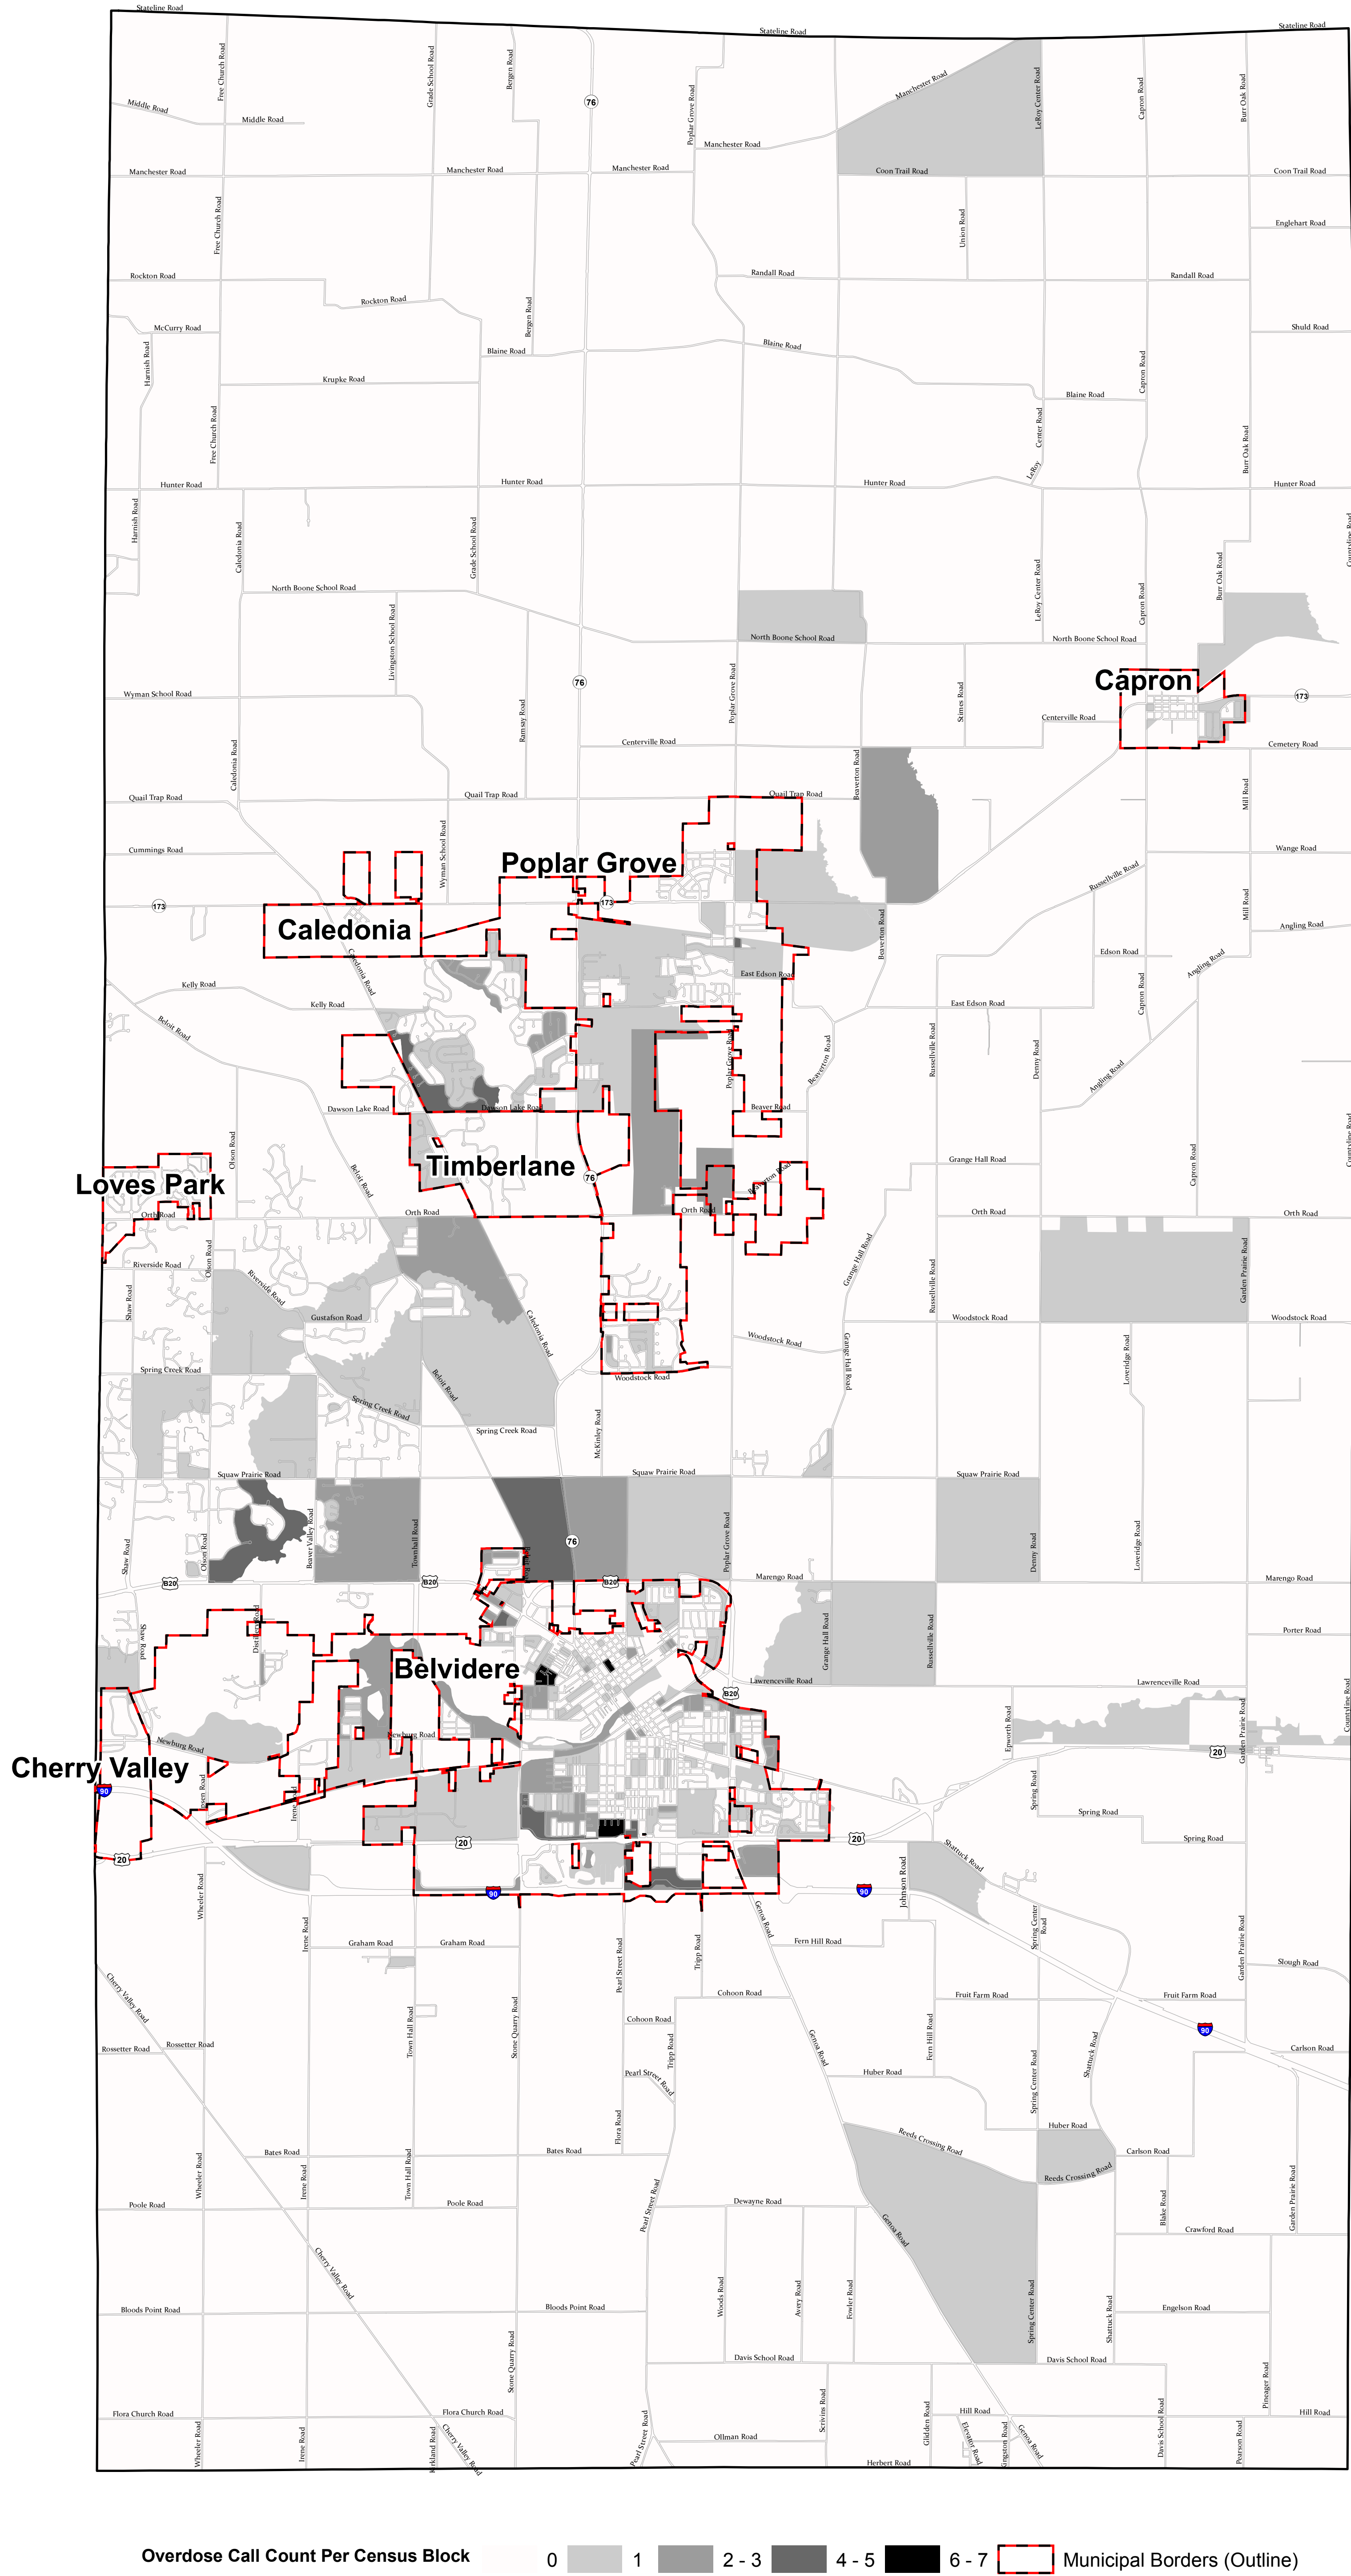 Stateline Road
Stateline Road
Stateline Road
Free Church Road
Grade School Road
Bergen Road
76
Poplar Grove Road
Manchester Road
LeRoy Center Road
Capron Road
Burr Oak Road
Middle Road
Middle Road
Manchester Road
Manchester Road
Manchester Road
Manchester Road
Coon Trail Road
Coon Trail Road
Free Church Road
Union Road
Englehart Road
Rockton Road
Rockton Road
Randall Road
Randall Road
Bergen Road
McCurry Road
Shuld Road
Harnish Road
Blaine Road
Blaine Road
Krupke Road
Capron Road
Blaine Road
Free Church Road
Center Road
LeRoy
Burr Oak Road
Hunter Road
Hunter Road
Hunter Road
Hunter Road
Harnish Road
Caledonia Road
Grade School Road
North Boone School Road
LeRoy Center Road
Capron Road
Burr Oak Road
Livingston School Road
North Boone School Road
North Boone School Road
76
Capron
Wyman School Road
Ramsay Road
Poplar Grove Road
Stimes Road
173
Centerville Road
Centerville Road
Cemetery Road
Caledonia Road
Beaverton Road
Quail Trap Road
Quail Trap Road
Quail Trap Road
Mill Road
Cummings Road
Wyman School Road
Wange Road
Poplar Grove
Russellville Road
173
173
Caledonia
Mill Road
Angling Road
Beaverton Road
Caledonia Road
Edson Road
Angling Road
East Edson Road
Kelly Road
Kelly Road
East Edson Road
Capron Road
Beloit Road
Poplar Grove Road
Beaverton Road
Russellville Road
Denny Road
Angling Road
Dawson Lake Road
Dawson Lake Road
Beaver Road
Olson Road
Timberlane
Grange Hall Road
Capron Road
Loves Park
Beloit Road
76
Beaverton Road
Orth Road
Orth Road
Orth Road
Orth Road
Orth Road
Olson Road
Riverside Road
Riverside Road
Grange Hall Road
Russellville Road
Garden Prairie Road
Shaw Road
Gustafson Road
Caledonia Road
Woodstock Road
Woodstock Road
Woodstock Road
Grange Hall Road
Loveridge Road
Spring Creek Road
Beloit Road
Woodstock Road
Spring Creek Road
Spring Creek Road
McKinley Road
Squaw Prairie Road
Squaw Prairie Road
Squaw Prairie Road
Shaw Road
Olson Road
Beaver Valley Road
Townhall Road
76
Poplar Grove Road
Denny Road
Loveridge Road
B20
B20
B20
Marengo Road
Marengo Road
Shaw Road
Distillery Road
Grange Hall Road
Russellville Road
Porter Road
Belvidere
Lawrenceville Road
Lawrenceville Road
B20
Newburg Road
Newburg Road
Epworth Road
Garden Prairie Road
Countyline Road
20
Cherry Valley
90
Irene Road
Spring Road
Spring Road
Spring Road
20
20
20
Shattuck Road
Wheeler Road
Johnson Road
90
90
Genoa Road
Irene Road
Graham Road
Graham Road
Pearl Street Road
Tripp Road
Fern Hill Road
Spring Center
Road
Garden Prairie Road
Slough Road
Cherry Valley Road
Cohoon Road
Fruit Farm Road
Fruit Farm Road
Town Hall Road
Stone Quarry Road
Cohoon Road
Fern Hill Road
90
Rossetter Road
Rossetter Road
Tripp Road
Genoa Road
Shattuck Road
Carlson Road
Pearl Street Road
Huber Road
Spring Center Road
Flora Road
Reeds Crossing Road
Huber Road
Bates Road
Bates Road
Carlson Road
Wheeler Road
Irene Road
Town Hall Road
Reeds Crossing Road
Poole Road
Poole Road
Pearl Street Road
Dewayne Road
Blake Road
Garden Prairie Road
Genoa Road
Crawford Road
Cherry Valley Road
Woods Road
Avery Road
Fowler Road
Spring Center Road
Shattuck Road
Bloods Point Road
Bloods Point Road
Engelson Road
Stone Quarry Road
Davis School Road
Davis School Road
Pineager Road
Scrivins Road
Flora Church Road
Flora Church Road
Glidden Road
Hill Road
Hill Road
Davis School Road
Wheeler Road
Irene Road
Kirkland Road
Cherry Valley Road
Pearl Street Road
Ollman Road
Elevator Road
Genoa Road
Pearson Road
Herbert Road
Overdose Call Count Per Census Block 0 1 2 - 3 4 - 5 6 - 7 Municipal Borders (Outline)